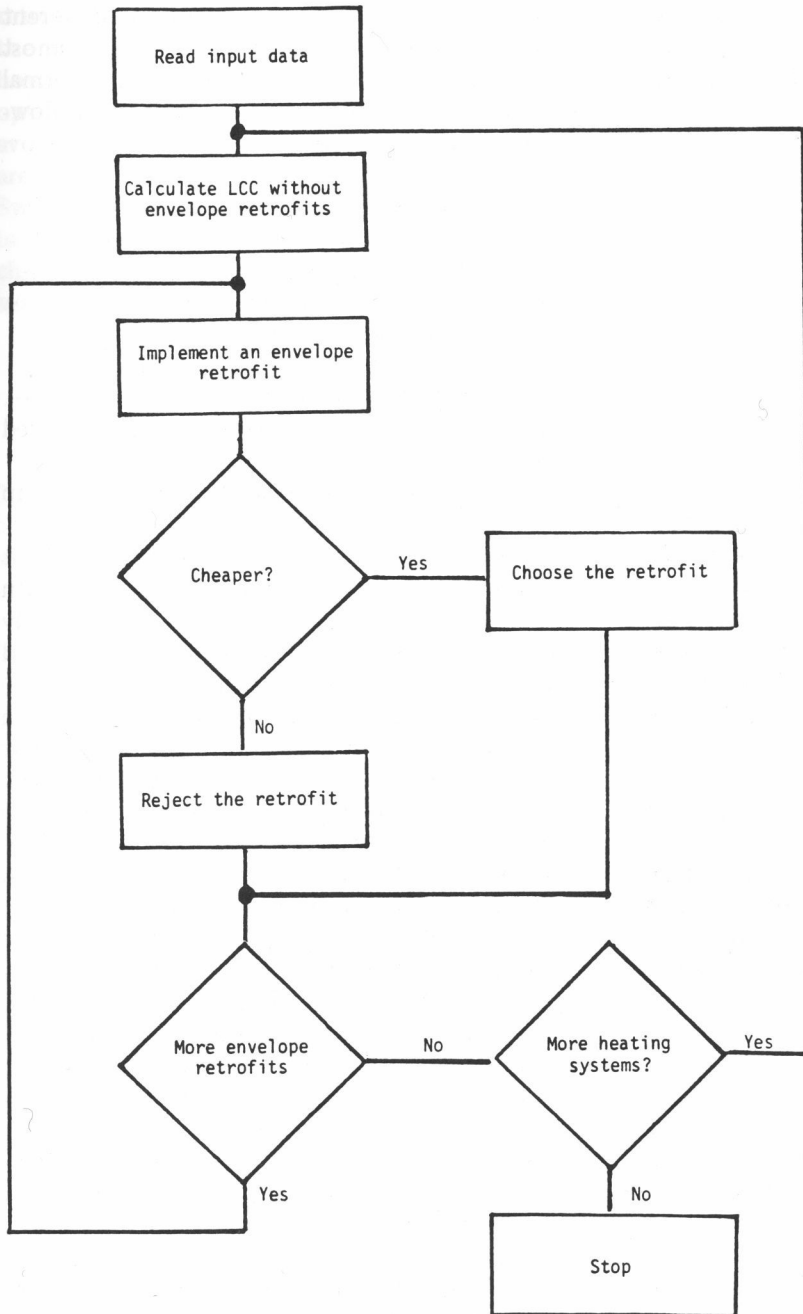 Read input data
Calculate LCC without
envelope retrofits
Implement an envelope
retrofit
Cheaper?
Yes
Choose the retrofit
No
Reject the retrofit
More envelope
retrofits
No
More heating
systems?
Yes
Yes
No
Stop